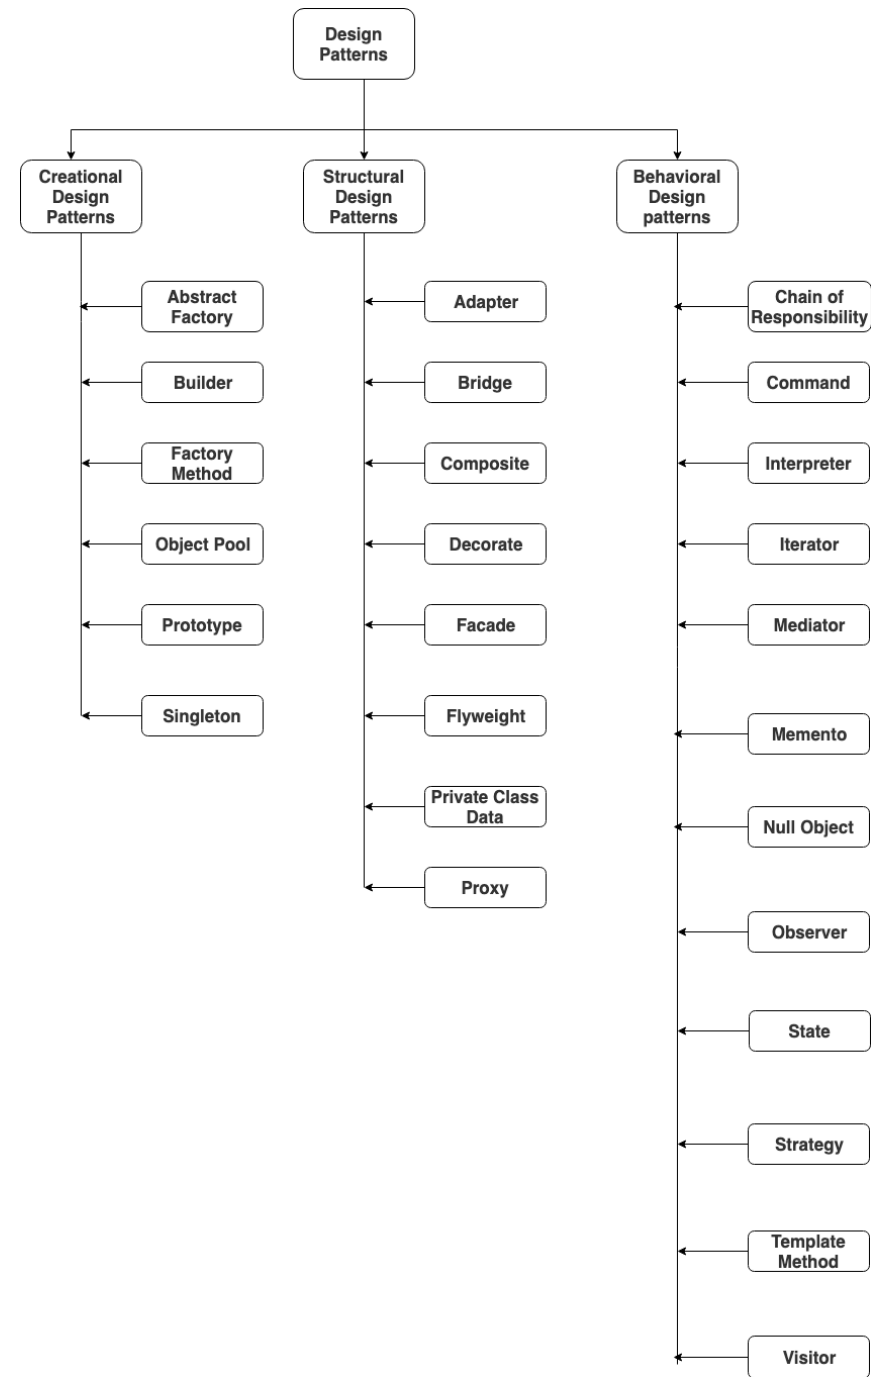 Design
Patterns
Creational
Design
Patterns
Structural
Design
Patterns
Behavioral
Design
patterns
Abstract
Factory
Builder
Factory
Method
Object Pool
Prototype
Singleton
Adapter
Bridge
Composite
Decorate
Facade
Flyweight
Private Class
Data
Proxy
Chain of
Responsibility
Command
Interpreter
Iterator
Mediator
Memento
Null Object
Observer
State
Strategy
Template
Method
Visitor